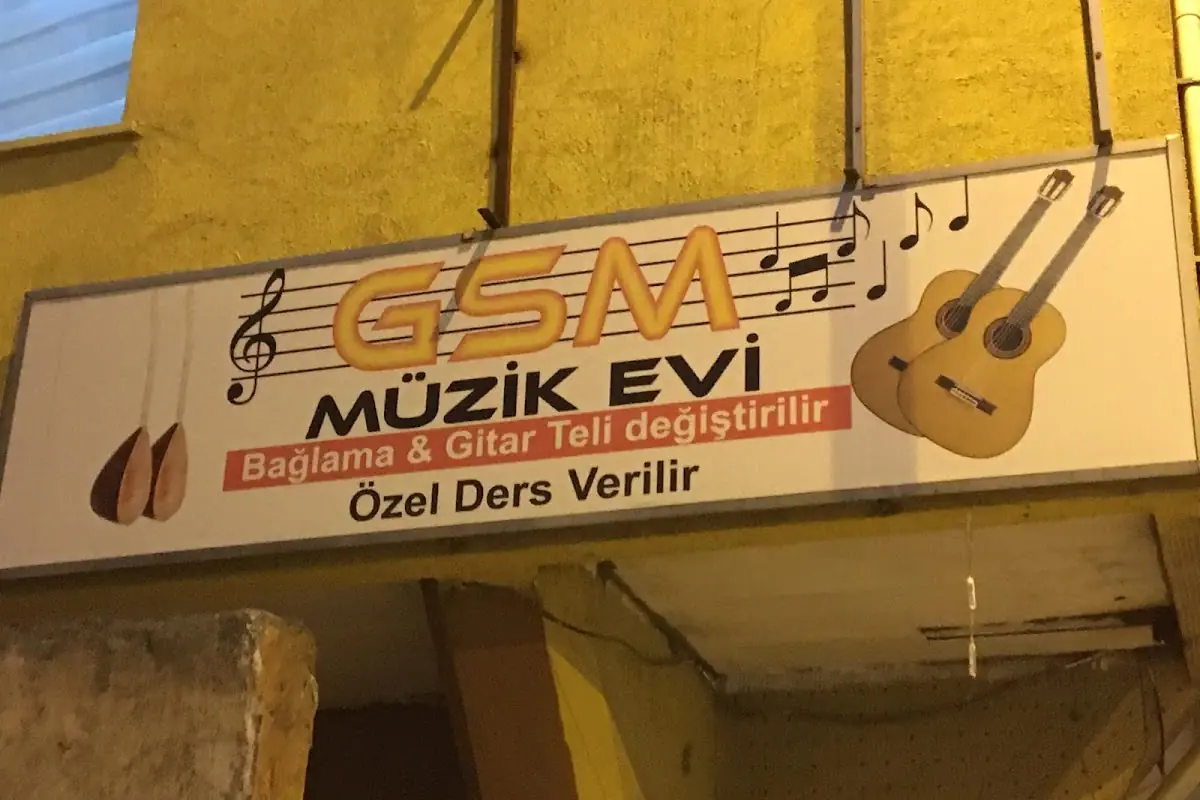 GSM
MÜZİK EVİ
Bağlama & Gitar Teli değiştirilir
Özel Ders Verilir